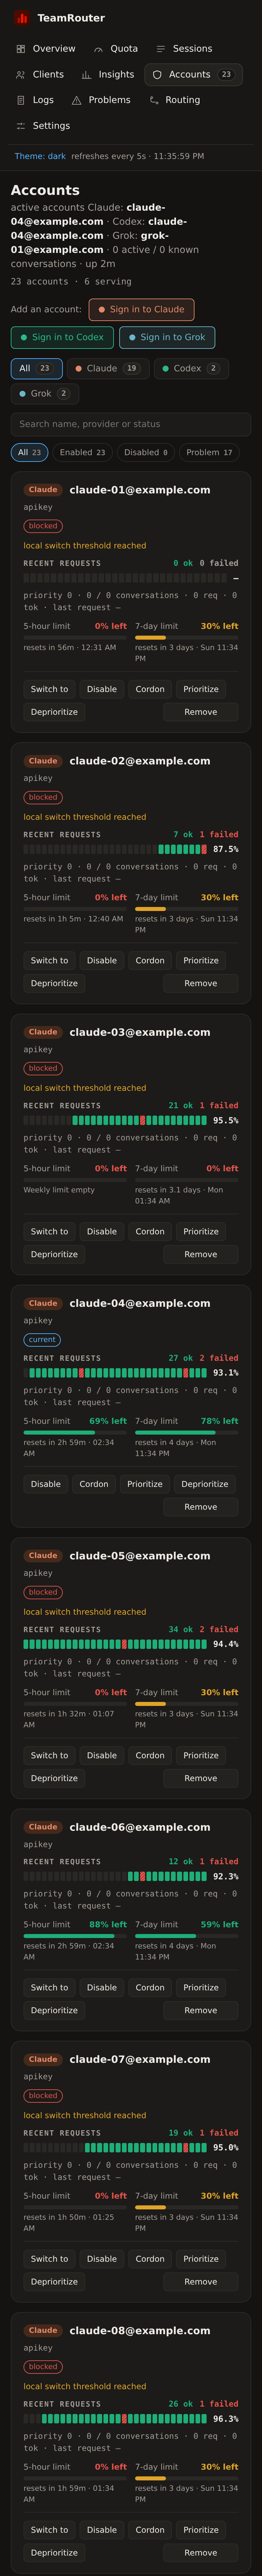 TeamRouter
Overview
Quota
Sessions
Clients
Insights
Accounts 23
Logs
Problems
Routing
Settings
Theme: dark refreshes every 5s · 11:35:59 PM
Accounts
active accounts Claude: claude-
04@example.com · Codex: claude-
04@example.com · Grok: grok-
01@example.com · 0 active / 0 known
conversations · up 2m
23 accounts · 6 serving
Add an account: Sign in to Claude
Sign in to Codex Sign in to Grok
All 23 Claude 19 Codex 2
Grok 2
Search name, provider or status
All 23 Enabled 23 Disabled 0 Problem 17
Claude claude-01@example.com
apikey
blocked
local switch threshold reached
RECENT REQUESTS 0 ok 0 failed
—
priority 0 · 0 / 0 conversations · 0 req · 0
tok · last request —
5-hour limit 0% left 7-day limit 30% left
resets in 56m · 12:31 AM resets in 3 days · Sun 11:34
PM
Switch to Disable Cordon Prioritize
Deprioritize Remove
Claude claude-02@example.com
apikey
blocked
local switch threshold reached
RECENT REQUESTS 7 ok 1 failed
87.5%
priority 0 · 0 / 0 conversations · 0 req · 0
tok · last request —
5-hour limit 0% left 7-day limit 30% left
resets in 1h 5m · 12:40 AM resets in 3 days · Sun 11:34
PM
Switch to Disable Cordon Prioritize
Deprioritize Remove
Claude claude-03@example.com
apikey
blocked
local switch threshold reached
RECENT REQUESTS 21 ok 1 failed
95.5%
priority 0 · 0 / 0 conversations · 0 req · 0
tok · last request —
5-hour limit 0% left 7-day limit 0% left
Weekly limit empty resets in 3.1 days · Mon
01:34 AM
Switch to Disable Cordon Prioritize
Deprioritize Remove
Claude claude-04@example.com
apikey
current
RECENT REQUESTS 27 ok 2 failed
93.1%
priority 0 · 0 / 0 conversations · 0 req · 0
tok · last request —
5-hour limit 69% left 7-day limit 78% left
resets in 2h 59m · 02:34 resets in 4 days · Mon
AM 11:34 PM
Disable Cordon Prioritize Deprioritize
Remove
Claude claude-05@example.com
apikey
blocked
local switch threshold reached
RECENT REQUESTS 34 ok 2 failed
94.4%
priority 0 · 0 / 0 conversations · 0 req · 0
tok · last request —
5-hour limit 0% left 7-day limit 30% left
resets in 1h 32m · 01:07 resets in 3 days · Sun 11:34
AM PM
Switch to Disable Cordon Prioritize
Deprioritize Remove
Claude claude-06@example.com
apikey
RECENT REQUESTS 12 ok 1 failed
92.3%
priority 0 · 0 / 0 conversations · 0 req · 0
tok · last request —
5-hour limit 88% left 7-day limit 59% left
resets in 2h 59m · 02:34 resets in 4 days · Mon
AM 11:34 PM
Switch to Disable Cordon Prioritize
Deprioritize Remove
Claude claude-07@example.com
apikey
blocked
local switch threshold reached
RECENT REQUESTS 19 ok 1 failed
95.0%
priority 0 · 0 / 0 conversations · 0 req · 0
tok · last request —
5-hour limit 0% left 7-day limit 30% left
resets in 1h 50m · 01:25 resets in 3 days · Sun 11:34
AM PM
Switch to Disable Cordon Prioritize
Deprioritize Remove
Claude claude-08@example.com
apikey
blocked
local switch threshold reached
RECENT REQUESTS 26 ok 1 failed
96.3%
priority 0 · 0 / 0 conversations · 0 req · 0
tok · last request —
5-hour limit 0% left 7-day limit 30% left
resets in 1h 59m · 01:34 resets in 3 days · Sun 11:34
AM PM
Switch to Disable Cordon Prioritize
Deprioritize Remove